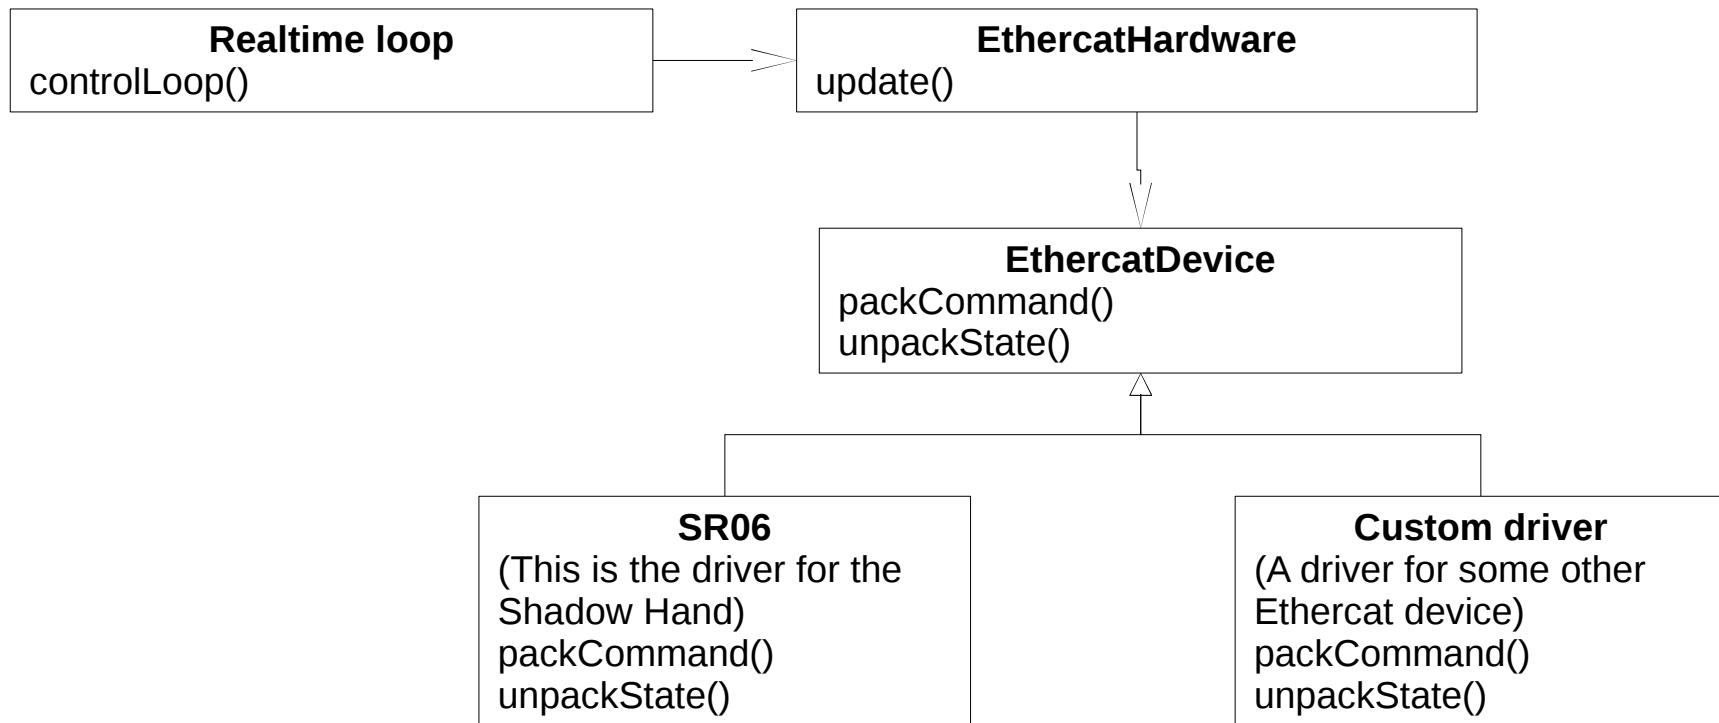 Realtime loop
controlLoop()
EthercatHardware
update()
EthercatDevice
packCommand()
unpackState()
SR06
(This is the driver for the
Shadow Hand)
packCommand()
unpackState()
Custom driver
(A driver for some other
Ethercat device)
packCommand()
unpackState()